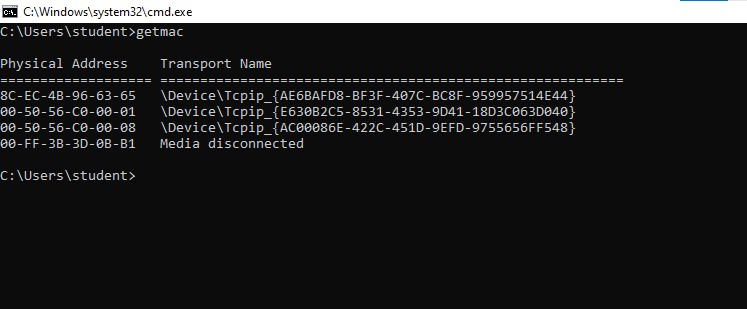 C:\Windows\system32\cmd.exe
C:\Users\student>getmac
Physical Address    Transport Name
=================== ==========================================================
8C-EC-4B-96-63-65   \Device\Tcpip_{AE6BAFD8-BF3F-407C-BC8F-959957514E44}
00-50-56-C0-00-01   \Device\Tcpip_{E630B2C5-8531-4353-9D41-18D3C063D040}
00-50-56-C0-00-08   \Device\Tcpip_{AC00086E-422C-451D-9EFD-9755656FF548}
00-FF-3B-3D-0B-B1   Media disconnected
C:\Users\student>